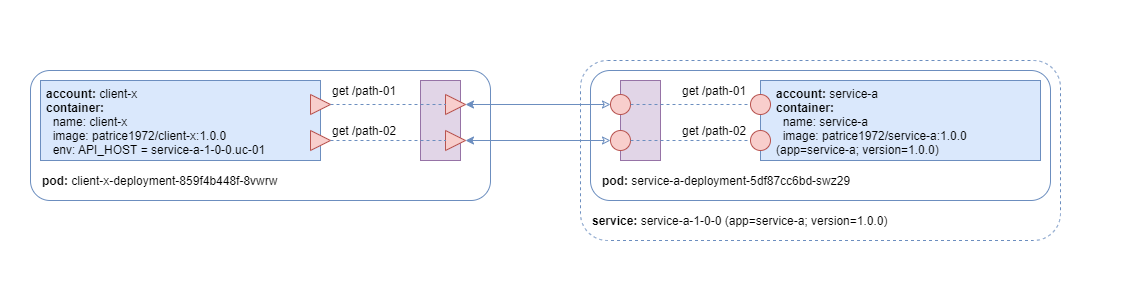 account: client-x
container:
name: client-x
image: patrice1972/client-x:1.0.0
env: API_HOST = service-a-1-0-0.uc-01
get /path-01
get /path-02
pod: client-x-deployment-859f4b448f-8vwrw
get /path-01
get /path-02
account: service-a
container:
name: service-a
image: patrice1972/service-a:1.0.0
(app=service-a; version=1.0.0)
pod: service-a-deployment-5df87cc6bd-swz29
service: service-a-1-0-0 (app=service-a; version=1.0.0)